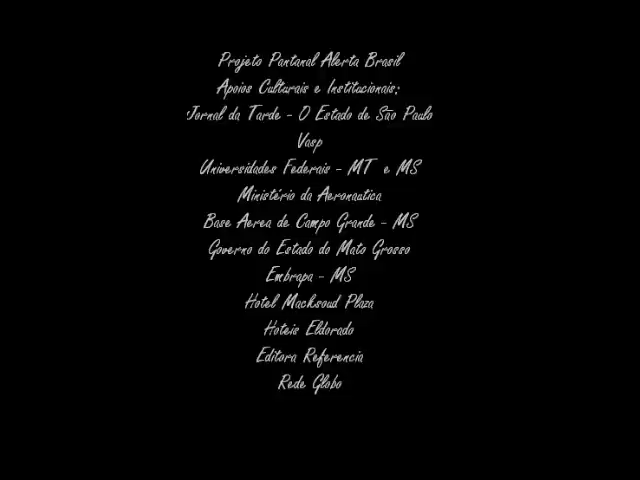 Projeto Pantanal Alerta Brasil
Apoios Culturais e Institucionais:
Jornal da Tarde - O Estado de São Paulo
Vasp
Universidades Federais - MT e MS
Ministério da Aeronautica
Base Aerea de Campo Grande - MS
Governo do Estado do Mato Grosso
Embrapa - MS
Hotel Macksoud Plaza
Hoteis Eldorado
Editora Referencia
Rede Globo